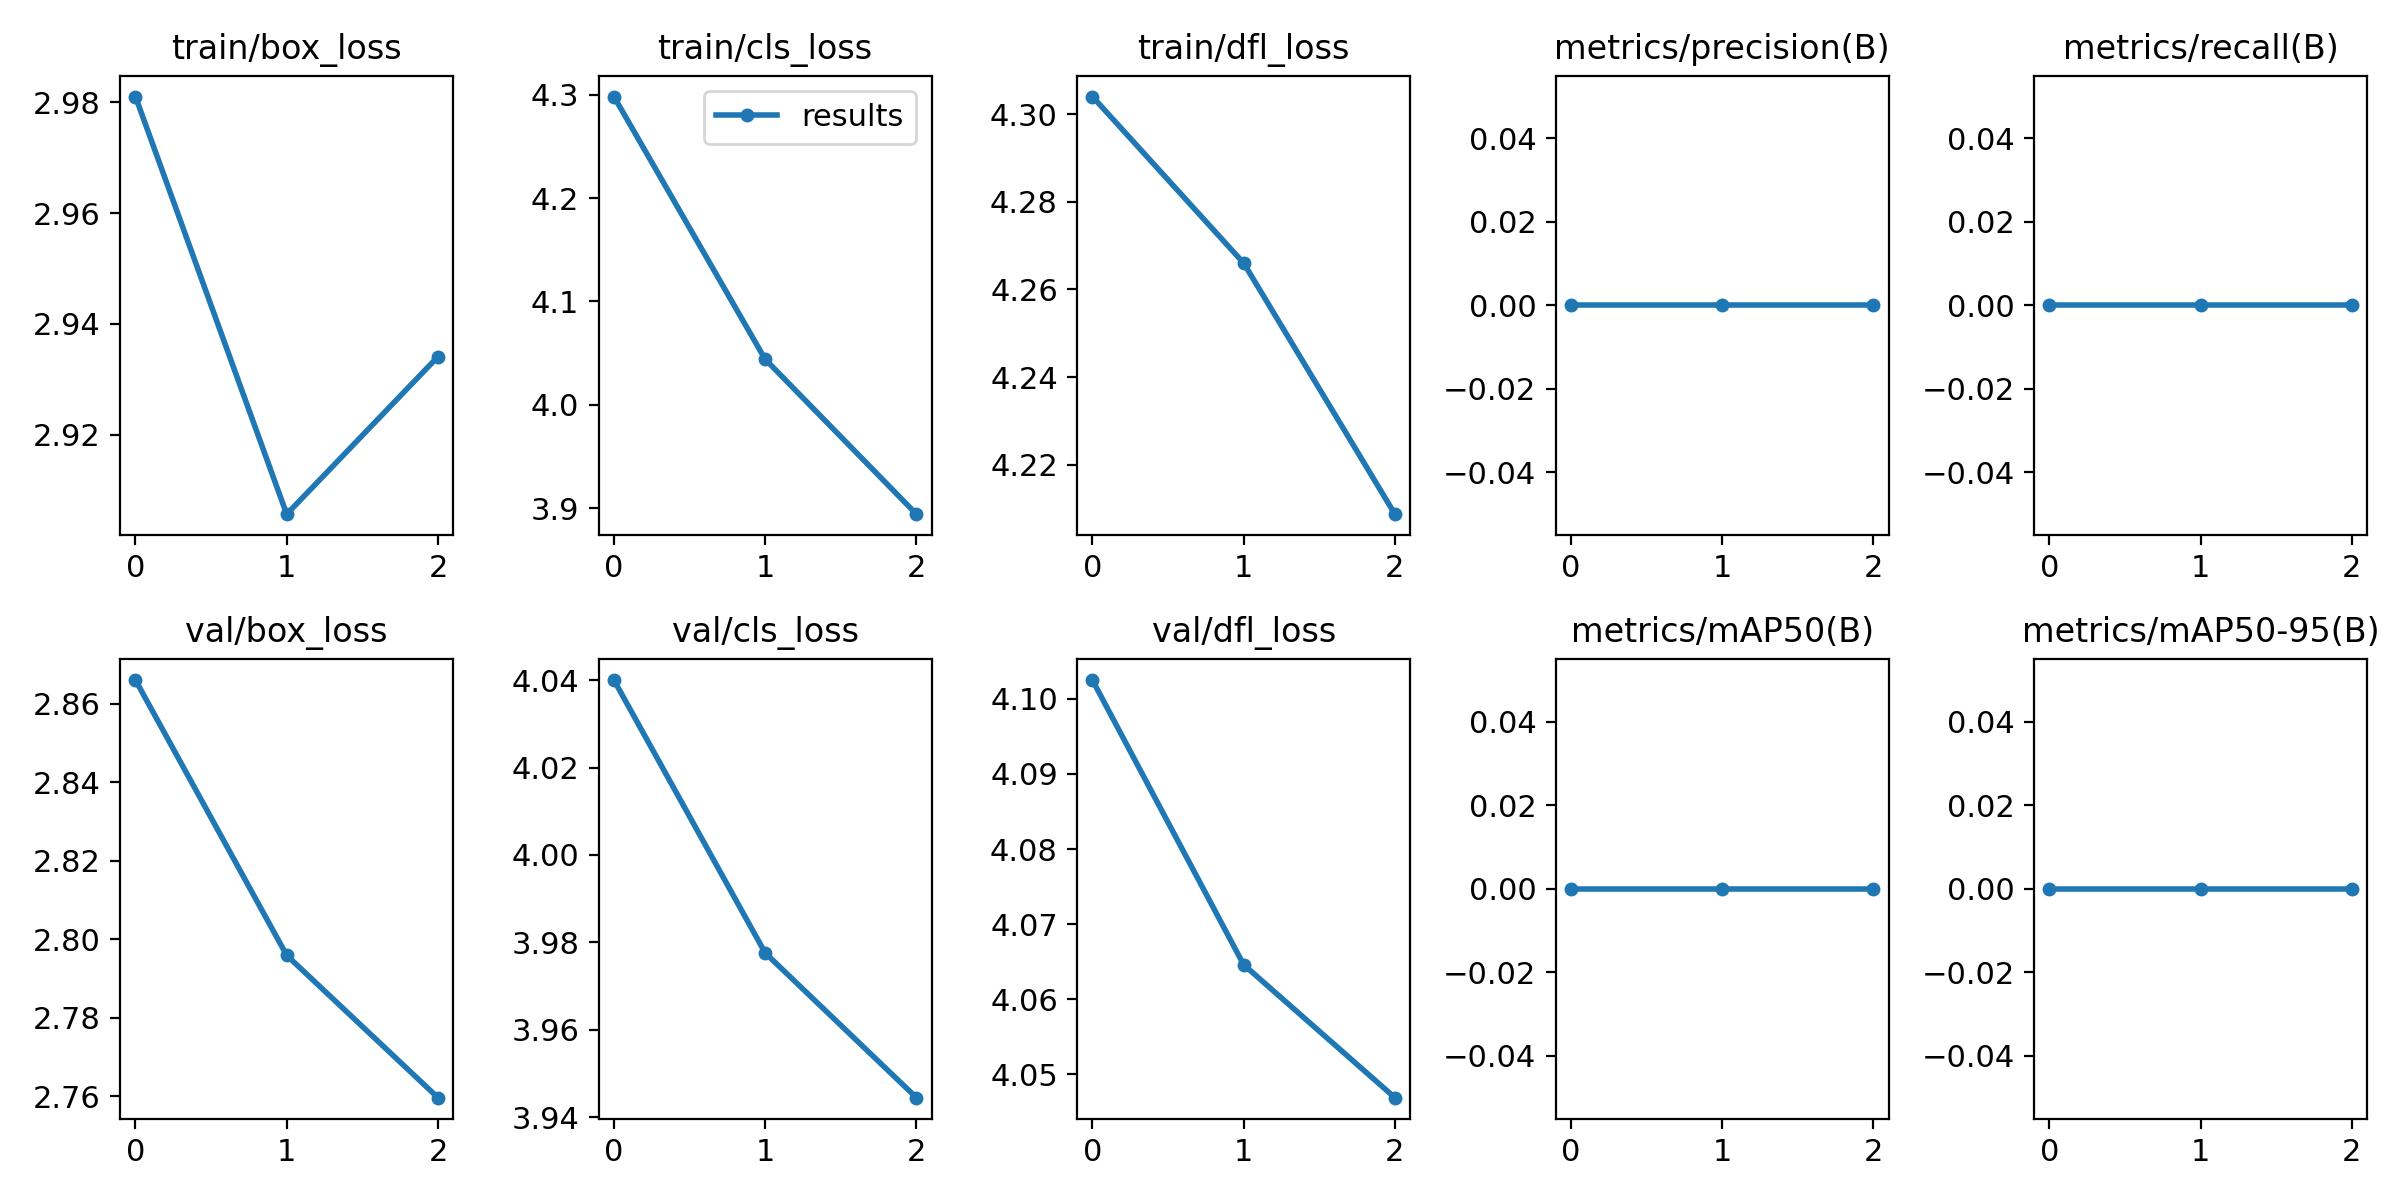 train/box_loss
2.98
2.96
2.94
2.92
0 1 2
train/cls_loss
results
4.3
4.2
4.1
4.0
3.9
0 1 2
train/dfl_loss
4.30
4.28
4.26
4.24
4.22
0 1 2
metrics/precision(B)
0.04
0.02
0.00
−0.02
−0.04
0 1 2
metrics/recall(B)
0.04
0.02
0.00
−0.02
−0.04
0 1 2
val/box_loss
2.86
2.84
2.82
2.80
2.78
2.76
0 1 2
val/cls_loss
4.04
4.02
4.00
3.98
3.96
3.94
0 1 2
val/dfl_loss
4.10
4.09
4.08
4.07
4.06
4.05
0 1 2
metrics/mAP50(B)
0.04
0.02
0.00
−0.02
−0.04
0 1 2
metrics/mAP50-95(B)
0.04
0.02
0.00
−0.02
−0.04
0 1 2